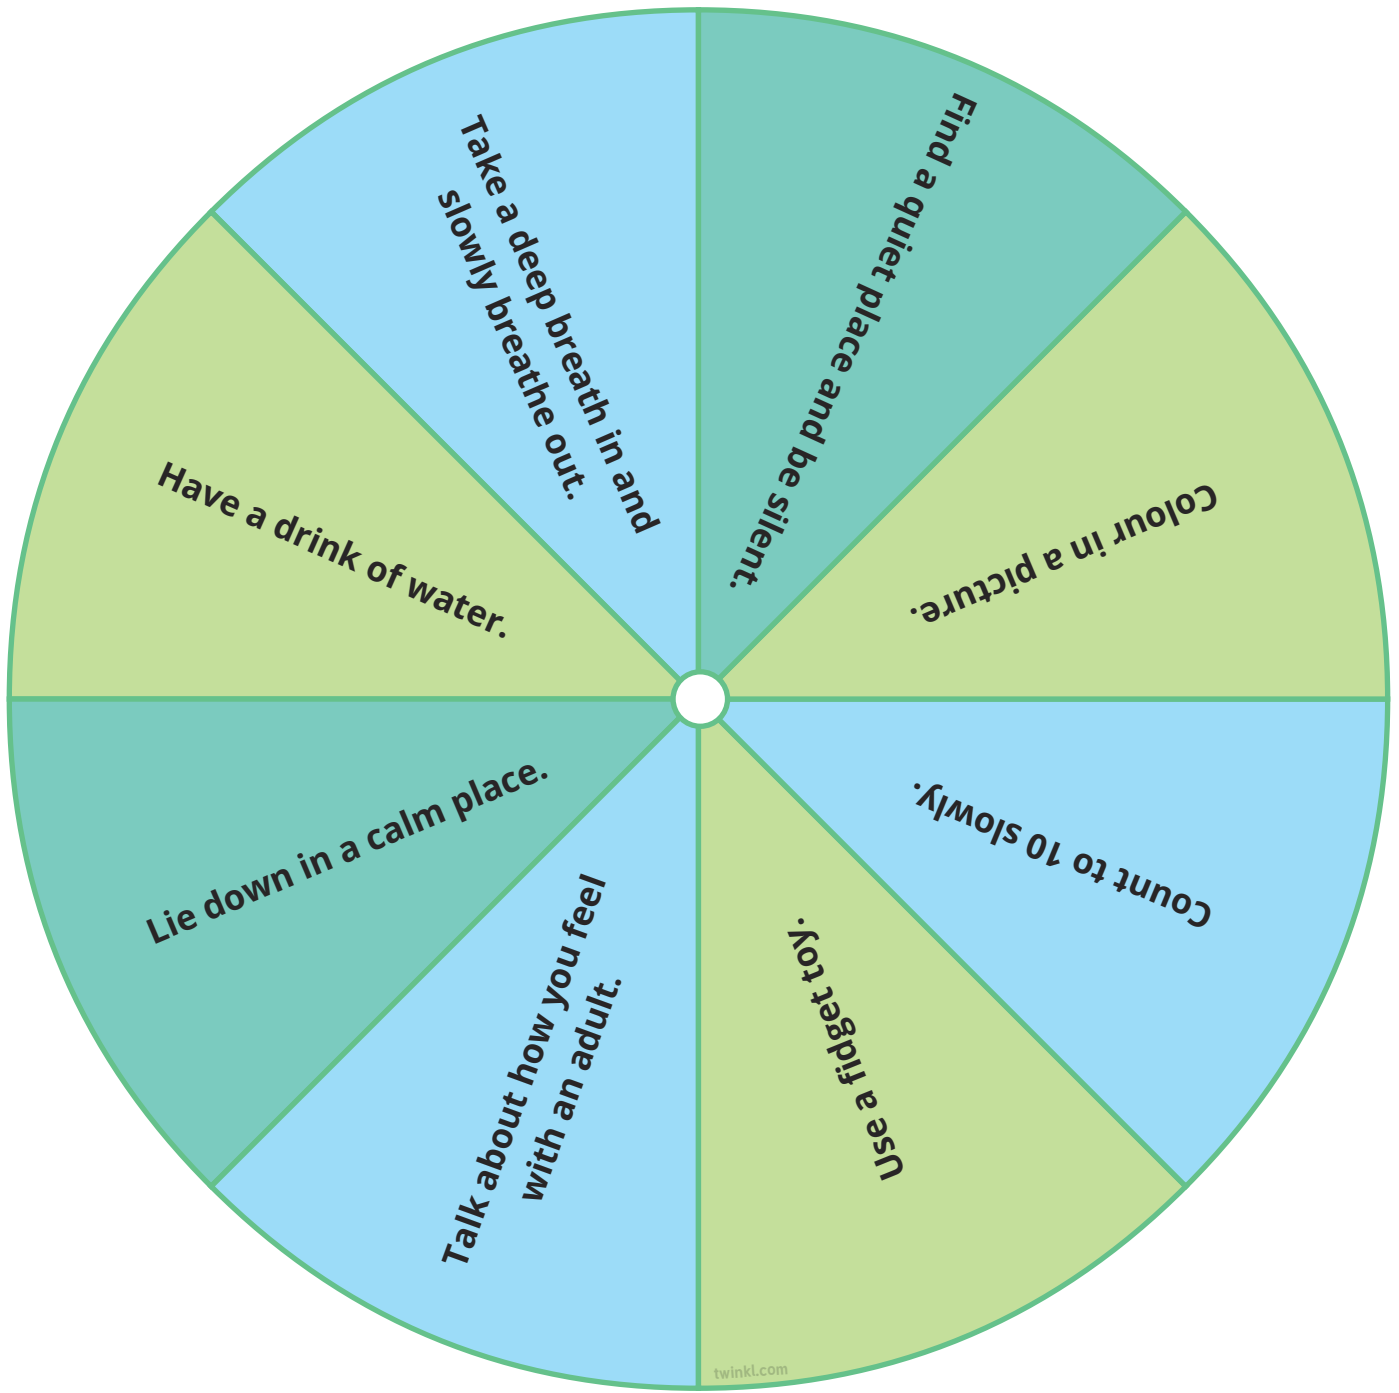 Find a quiet place and be silent.
Colour in a picture.
Count to 10 slowly.
Use a fidget toy.
Talk about how you feel
with an adult.
Lie down in a calm place.
Have a drink of water.
Take a deep breath in and
slowly breathe out.
twinkl.com